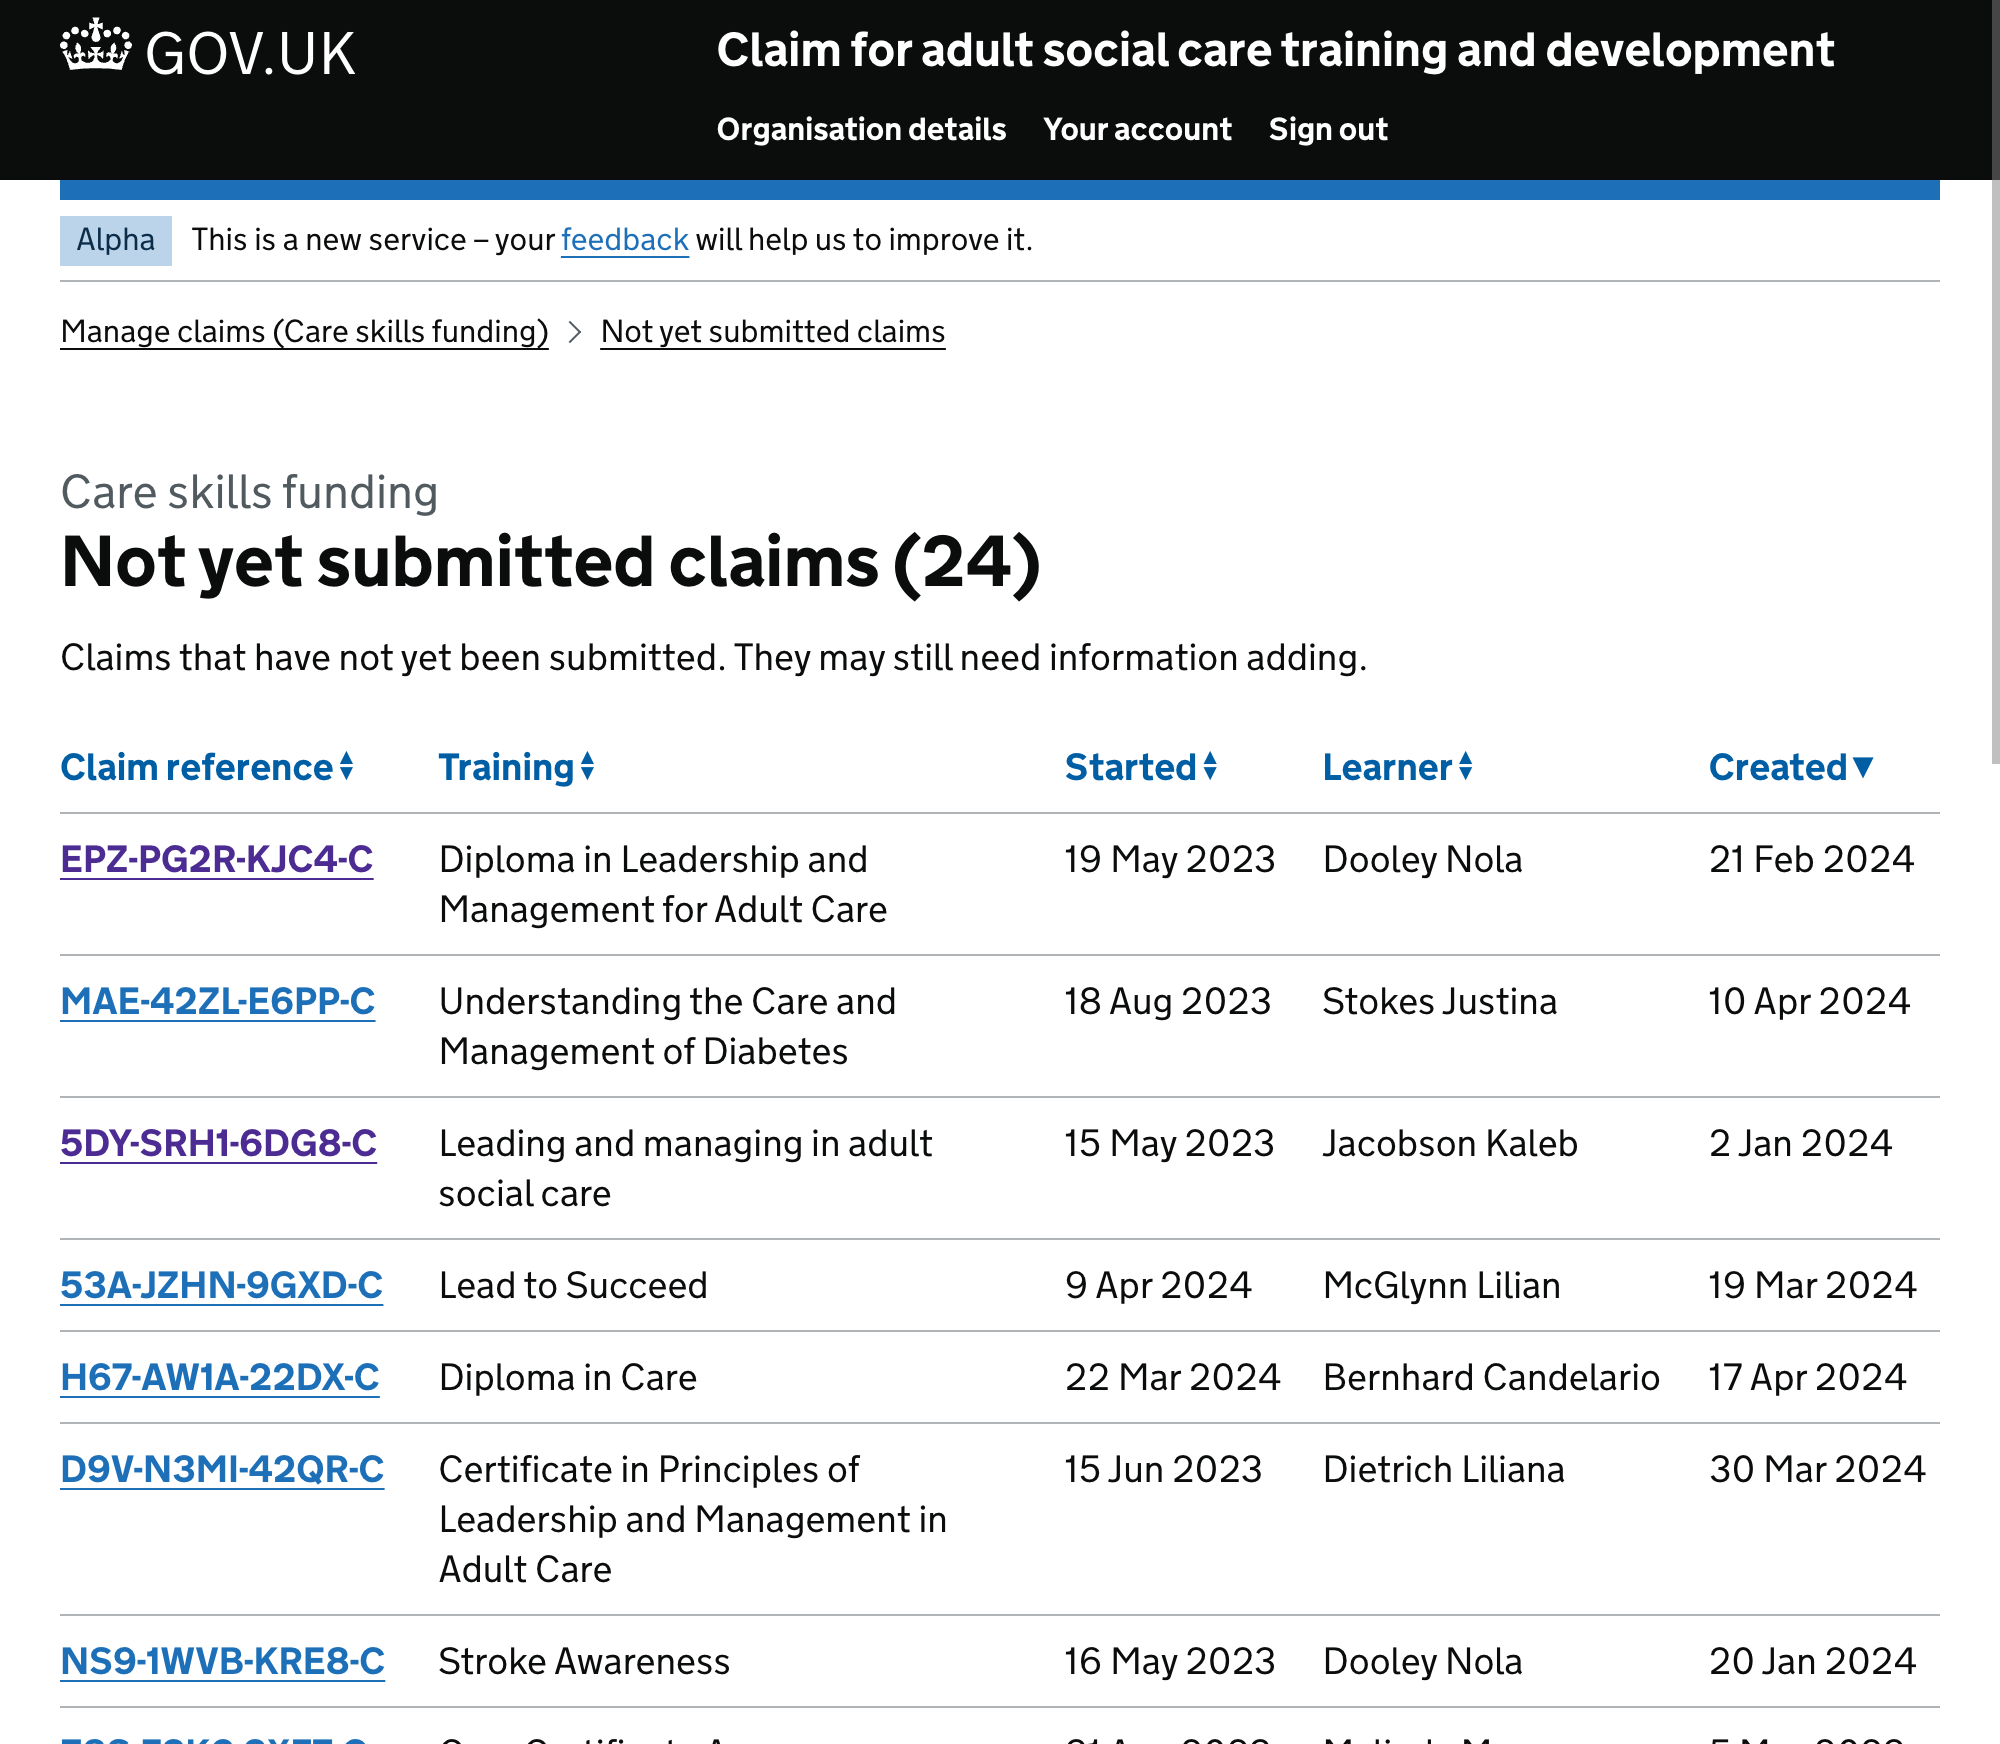 GOV.UK
Claim for adult social care training and development
Organisation details Your account Sign out
Alpha This is a new service – your feedback will help us to improve it.
Manage claims (Care skills funding) Not yet submitted claims
Care skills funding
Not yet submitted claims (24)
Claims that have not yet been submitted. They may still need information adding.
Claim reference Training Started Learner Created
EPZ-PG2R-KJC4-C Diploma in Leadership and 19 May 2023 Dooley Nola 21 Feb 2024
Management for Adult Care
MAE-42ZL-E6PP-C Understanding the Care and 18 Aug 2023 Stokes Justina 10 Apr 2024
Management of Diabetes
5DY-SRH1-6DG8-C Leading and managing in adult 15 May 2023 Jacobson Kaleb 2 Jan 2024
social care
53A-JZHN-9GXD-C Lead to Succeed 9 Apr 2024 McGlynn Lilian 19 Mar 2024
H67-AW1A-22DX-C Diploma in Care 22 Mar 2024 Bernhard Candelario 17 Apr 2024
D9V-N3MI-42QR-C Certificate in Principles of 15 Jun 2023 Dietrich Liliana 30 Mar 2024
Leadership and Management in
Adult Care
NS9-1WVB-KRE8-C Stroke Awareness 16 May 2023 Dooley Nola 20 Jan 2024